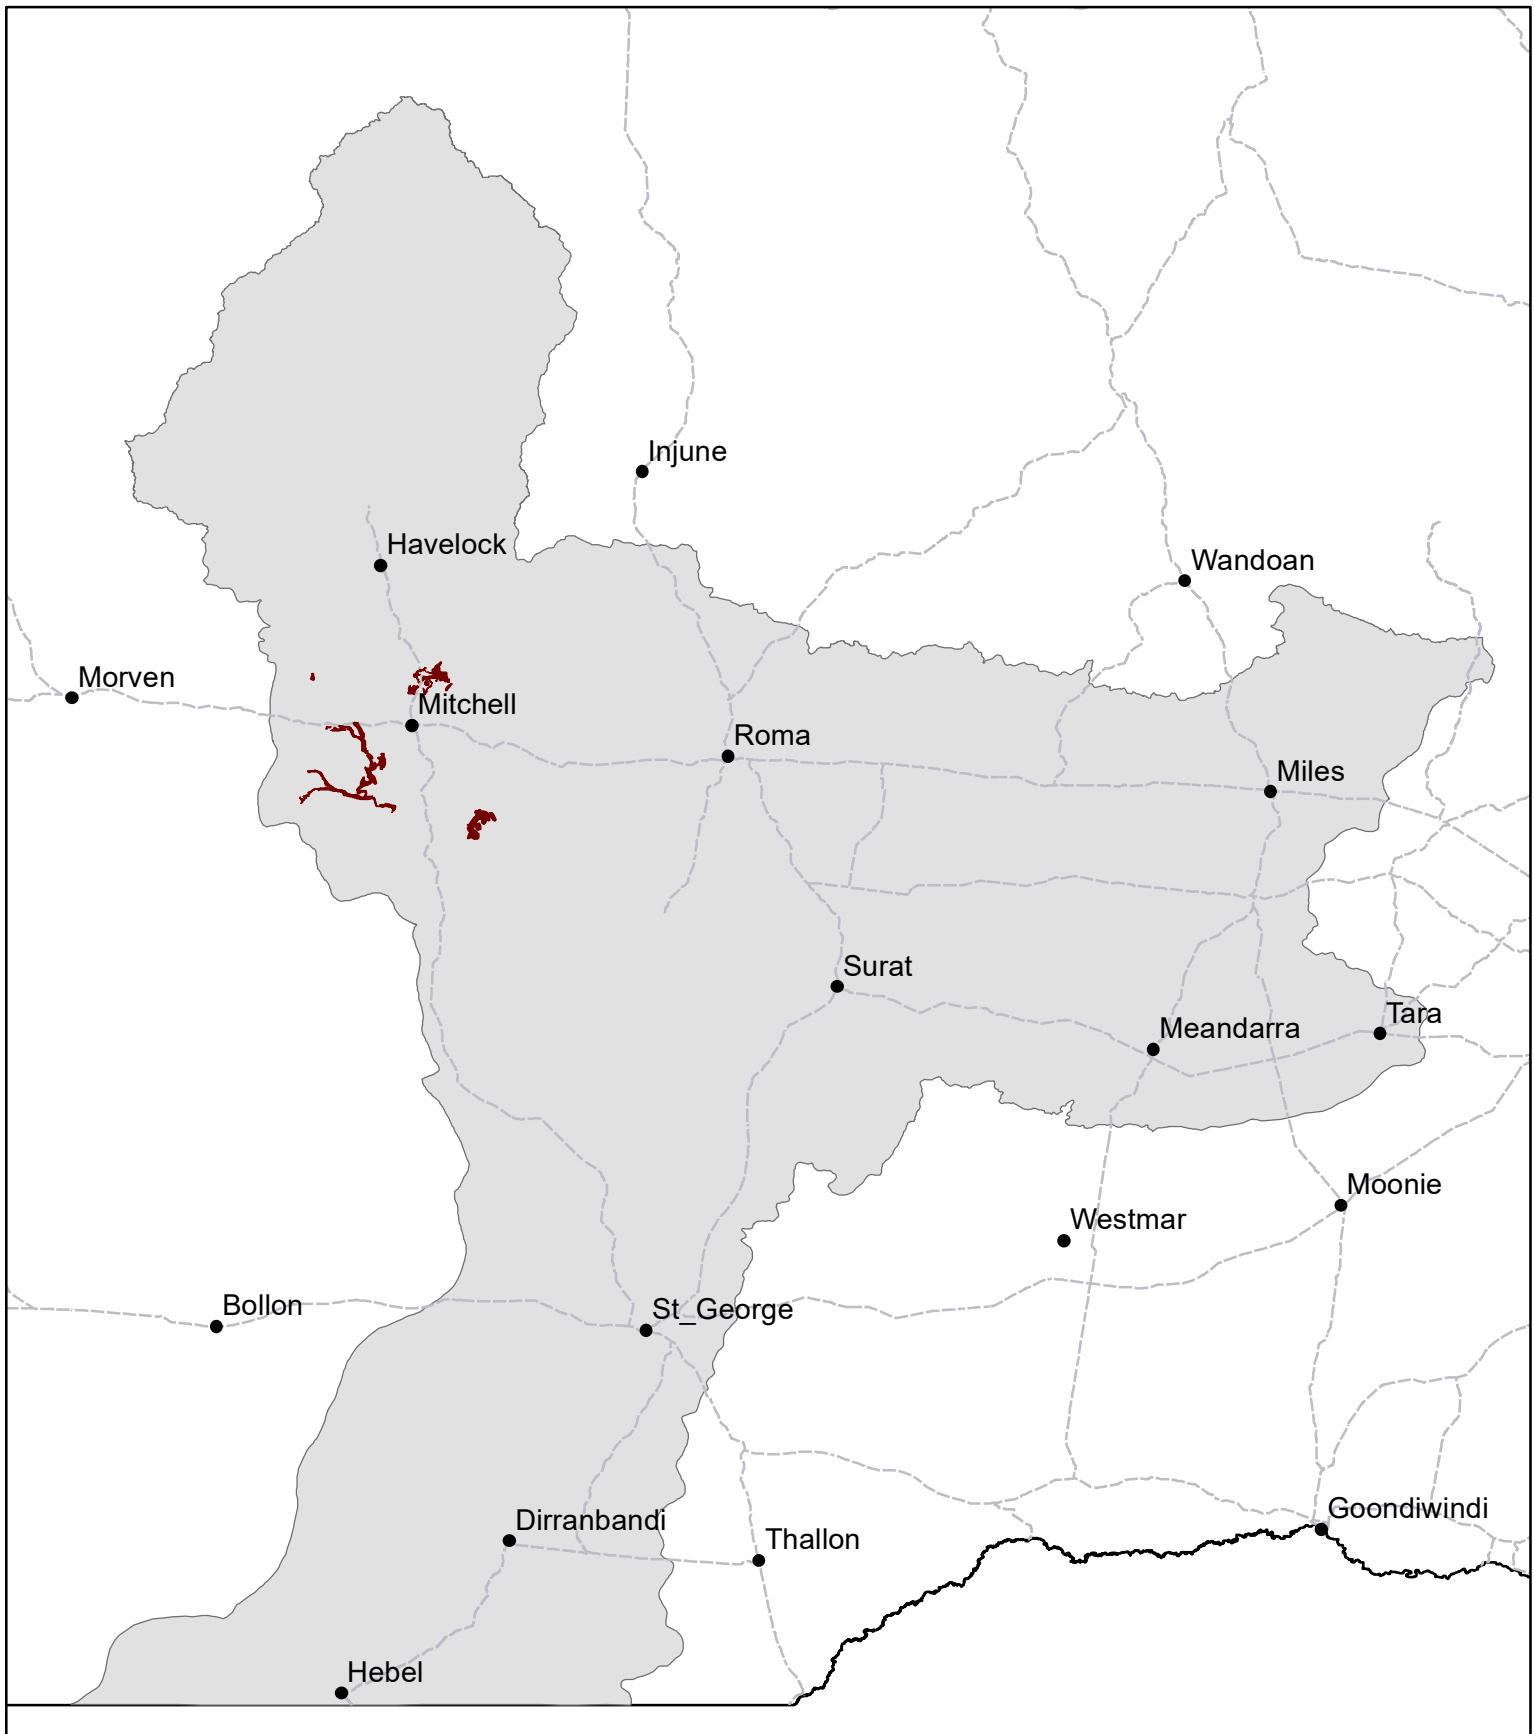 Injune
Havelock
Wandoan
Morven
Mitchell
Roma
Miles
Surat
Tara
Meandarra
Moonie
Westmar
Bollon
St_George
Goondiwindi
Dirranbandi
Thallon
Hebel